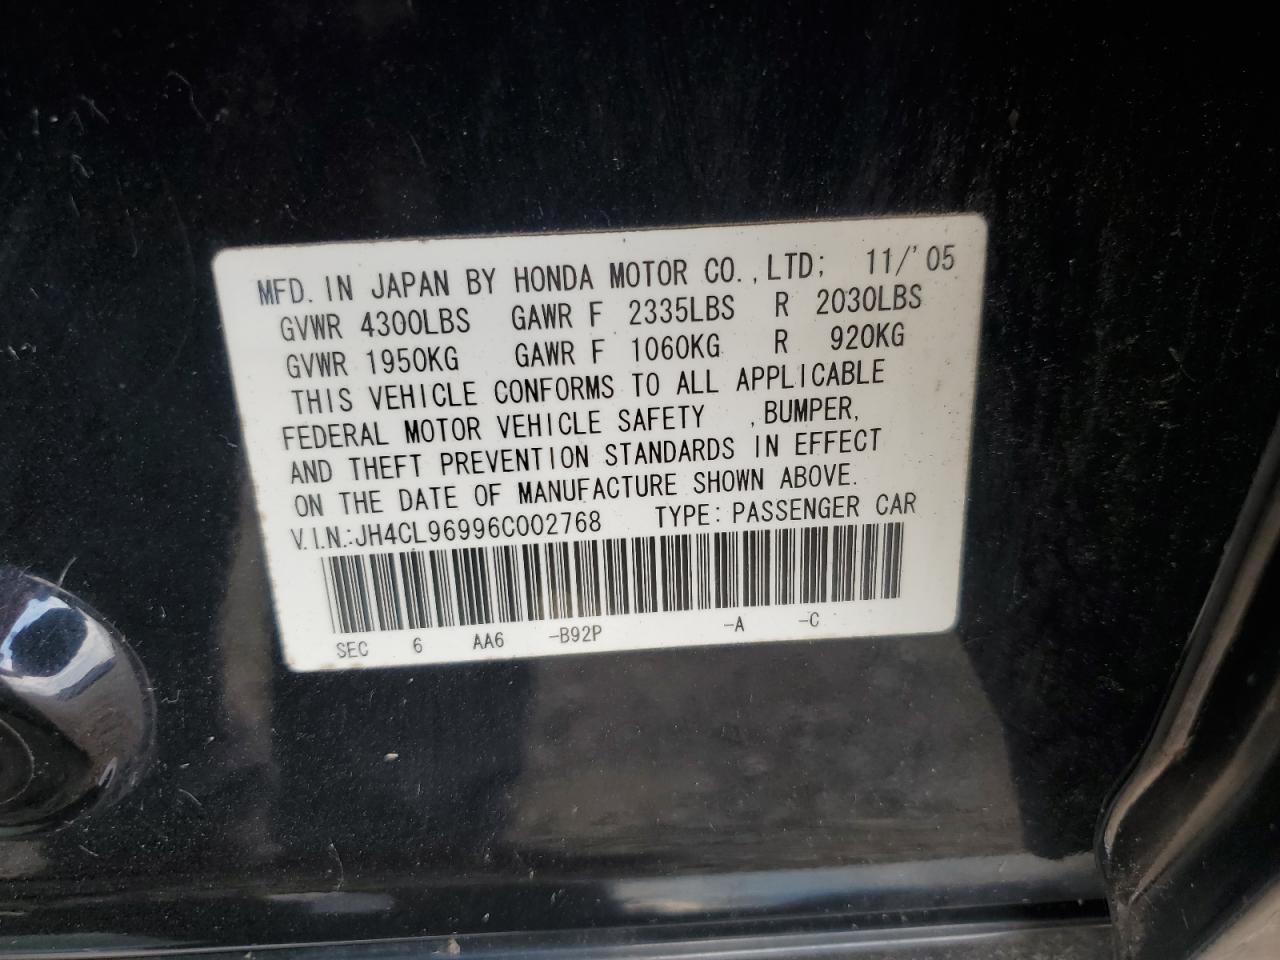 MFD. IN JAPAN BY HONDA MOTOR CO.,LTD; 11/'05
GVWR 4300LBS GAWR F 2335LBS R 2030LBS
GVWR 1950KG GAWR F 1060KG R 920KG
THIS VEHICLE CONFORMS TO ALL APPLICABLE
FEDERAL MOTOR VEHICLE SAFETY ,BUMPER,
AND THEFT PREVENTION STANDARDS IN EFFECT
ON THE DATE OF MANUFACTURE SHOWN ABOVE.
V.I.N.:JH4CL96996C002768 TYPE:PASSENGER CAR
SEC 6 AA6 -B92P -A -C